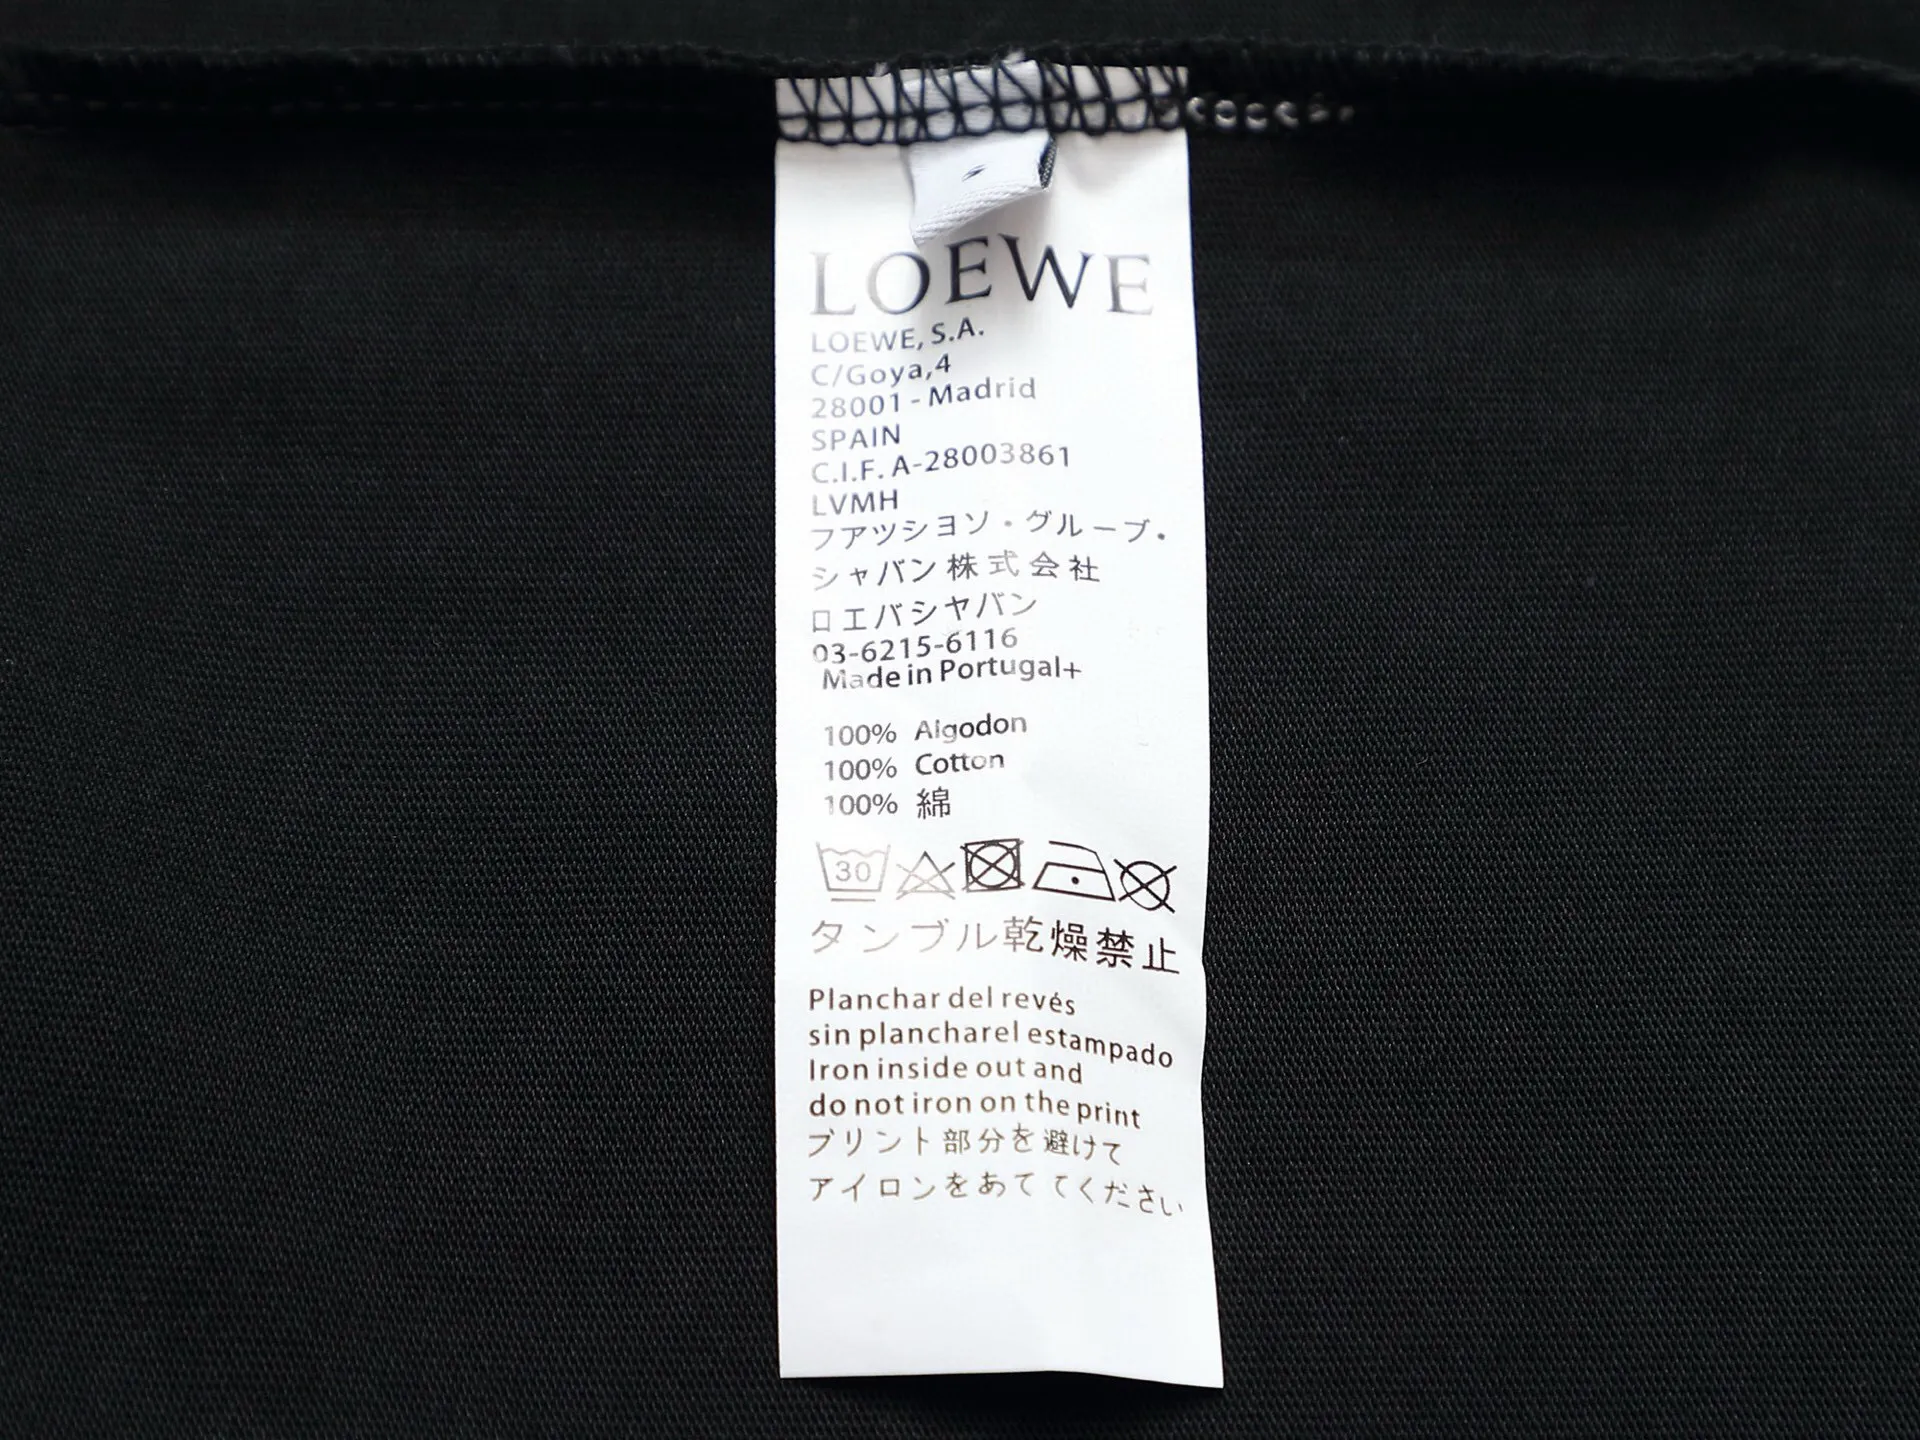 LOEWE
LOEWE, S.A.
C/Goya,4
28001 - Madrid
SPAIN
C.I.F. A-28003861
LVMH
フアツシヨソ・グルーブ.
シャバン株式会社
ロエバシヤバン
03-6215-6116
Made in Portugal+
100% Algodon
100% Cotton
100% 綿
30
タンブル乾燥禁止
Planchar del revés
sin plancharel estampado
Iron inside out and
do not iron on the print
プリント部分を避けて
アイロンをあててください